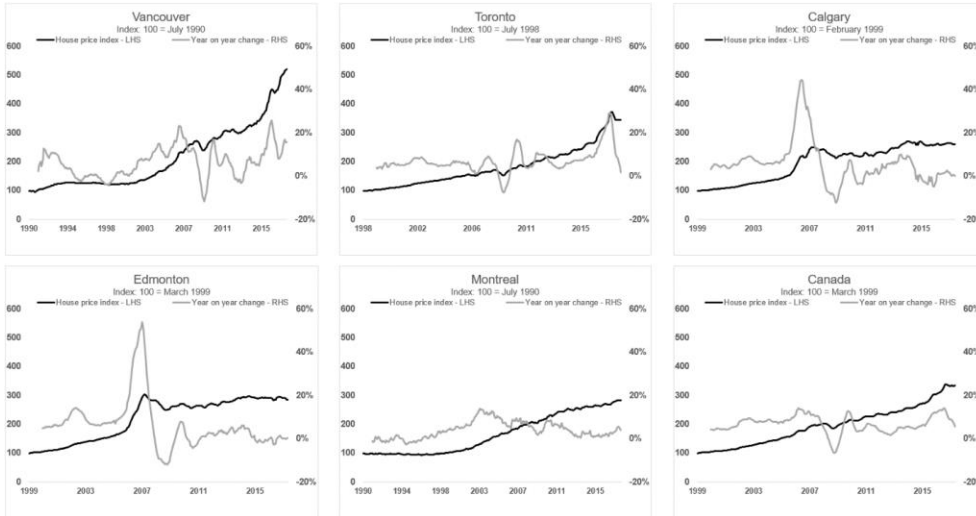 Vancouver
Index: 100 = July 1990
House price index - LHS Year on year change - RHS
600 60%
500
400 40%
300 20%
200 0%
100
0 -20%
1990 1994 1998 2003 2007 2011 2015
Toronto
Index: 100 = July 1998
House price index - LHS Year on year change - RHS
600 60%
500
400 40%
300 20%
200 0%
100
0 -20%
1998 2002 2006 2011 2015
Calgary
Index: 100 = February 1999
House price index - LHS Year on year change - RHS
600 60%
500
400 40%
300 20%
200 0%
100
0 -20%
1999 2003 2007 2011 2015
Edmonton
Index: 100 = March 1999
House price index - LHS Year on year change - RHS
600 60%
500
400 40%
300 20%
200 0%
100
0 -20%
1999 2003 2007 2011 2015
Montreal
Index: 100 = July 1990
House price index - LHS Year on year change - RHS
600 60%
500
400 40%
300 20%
200 0%
100
0 -20%
1990 1994 1998 2003 2007 2011 2015
Canada
Index: 100 = March 1999
House price index - LHS Year on year change - RHS
600 60%
500
400 40%
300 20%
200 0%
100
0 -20%
1999 2003 2007 2011 2015